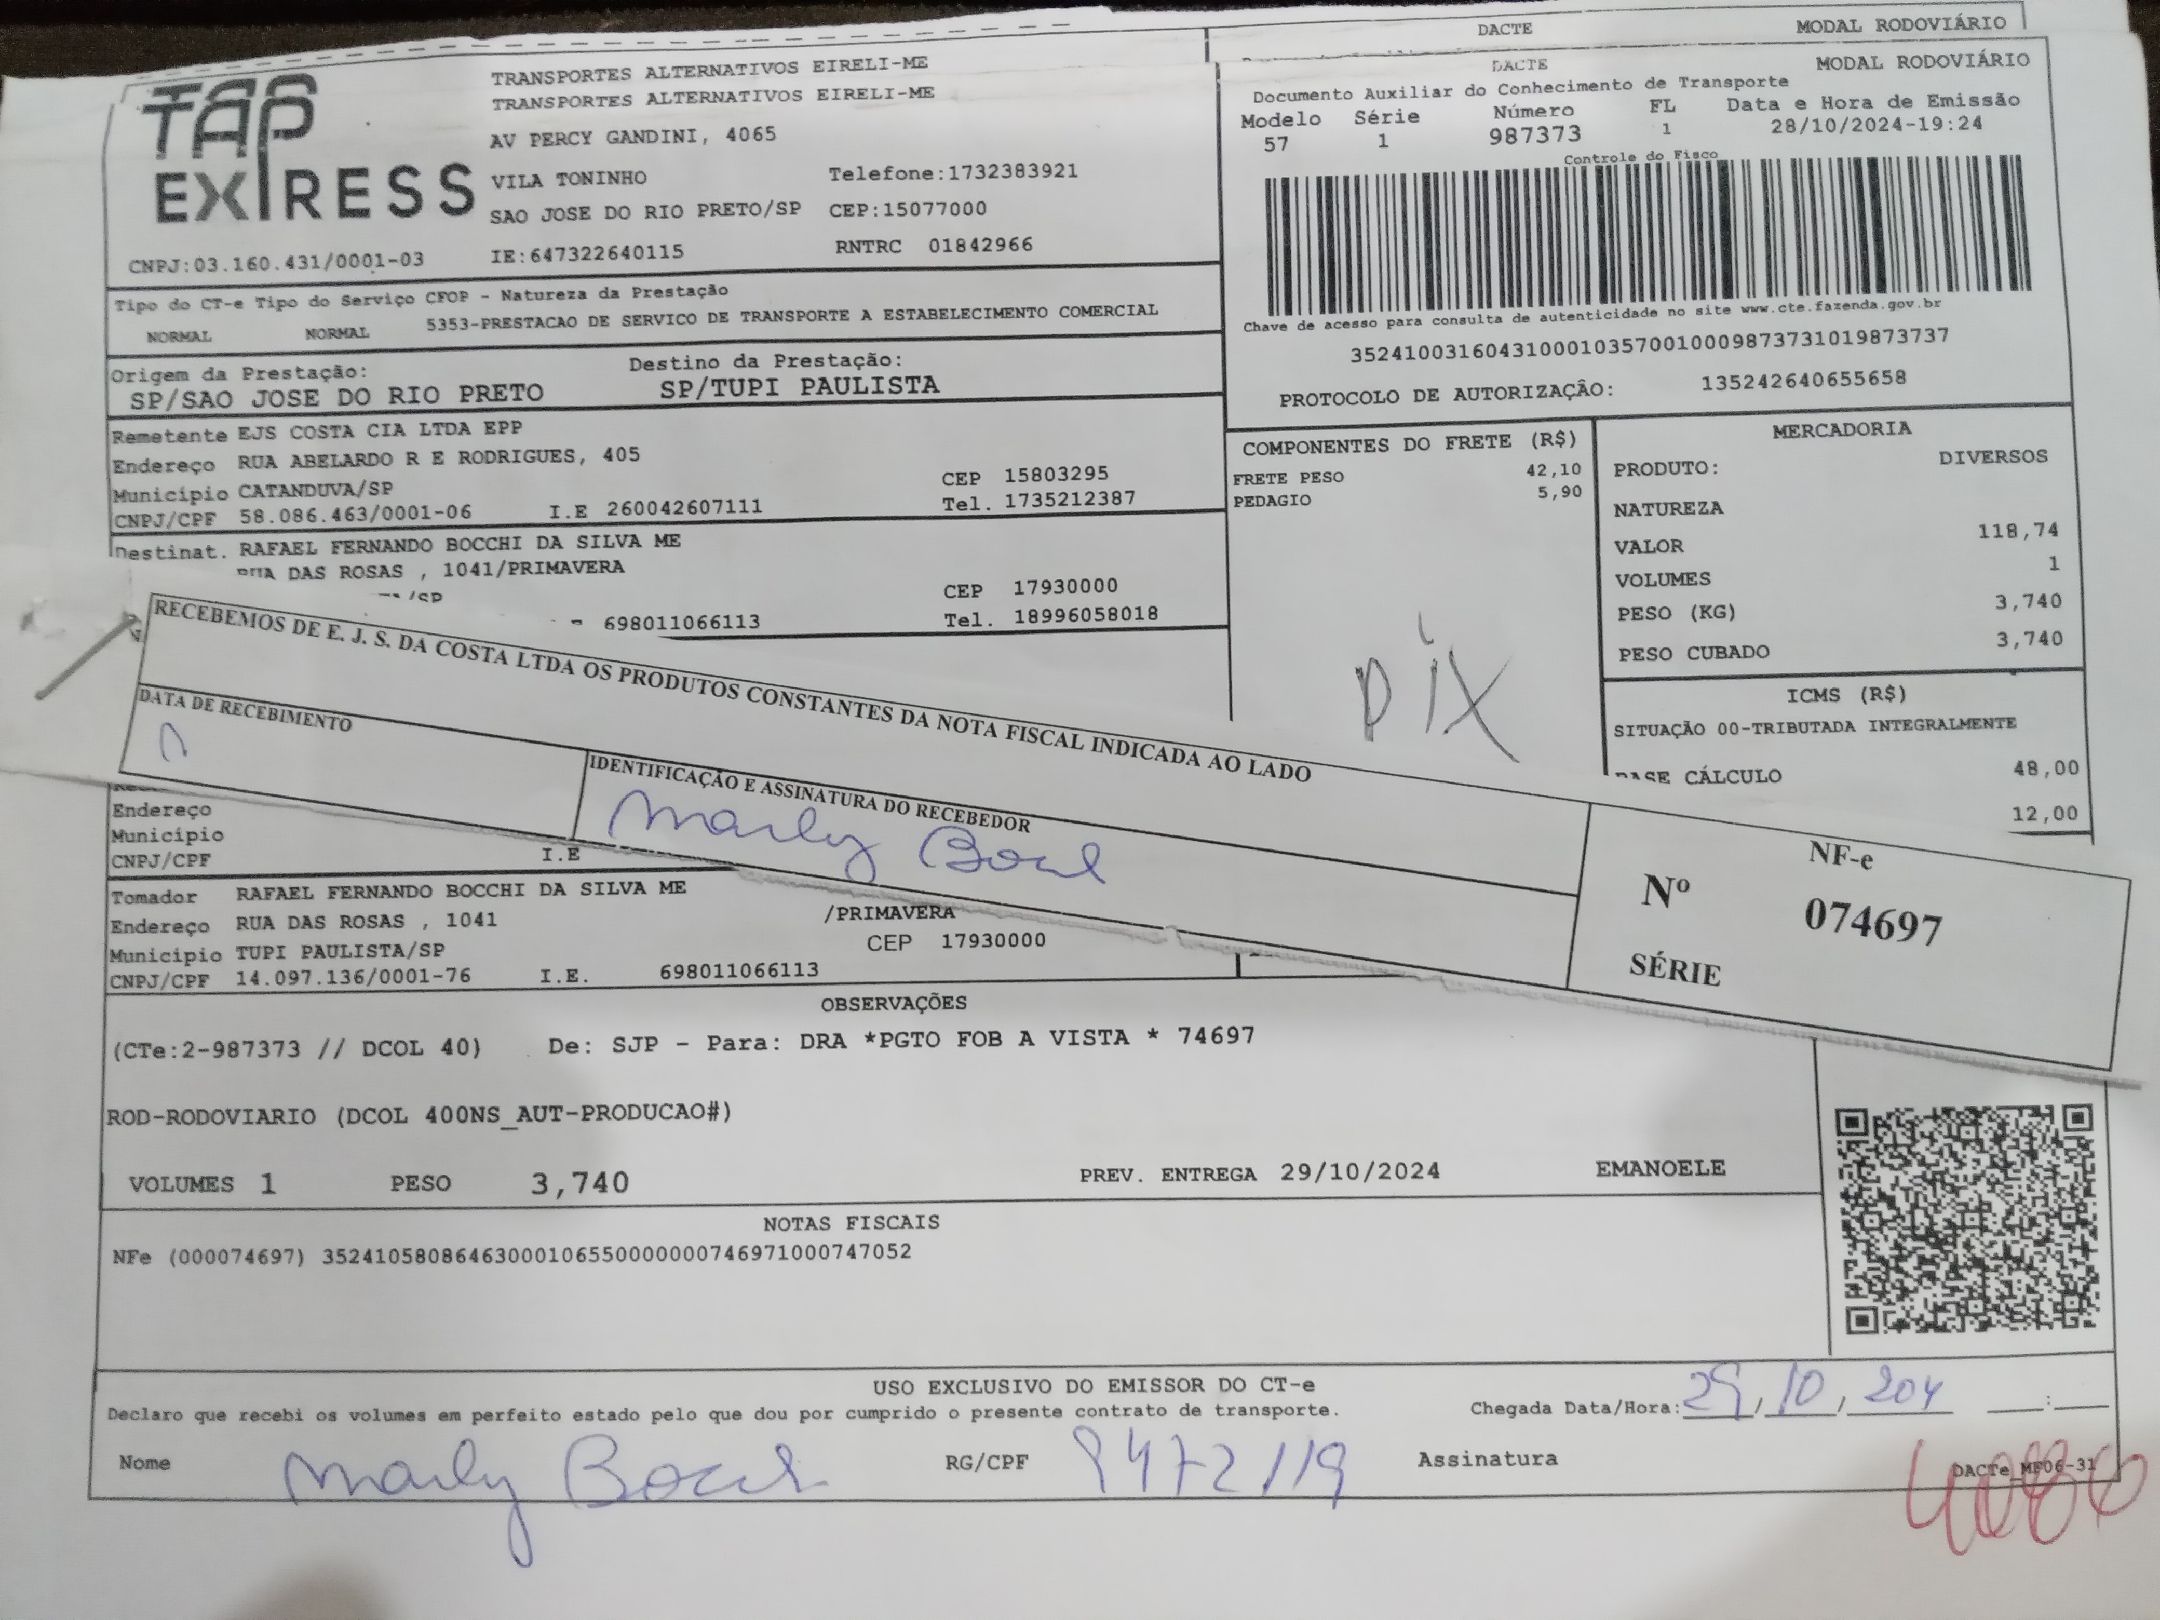 DACTE MODAL RODOVIÁRIO
TAP EXPRESS
TRANSPORTES ALTERNATIVOS EIRELI-ME
TRANSPORTES ALTERNATIVOS EIRELI-ME
AV PERCY GANDINI, 4065
VILA TONINHO Telefone:1732383921
SAO JOSE DO RIO PRETO/SP CEP:15077000
CNPJ:03.160.431/0001-03 IE:647322640115 RNTRC 01842966
DACTE MODAL RODOVIÁRIO
Documento Auxiliar do Conhecimento de Transporte
Modelo Série Número FL Data e Hora de Emissão
57 1 987373 1 28/10/2024-19:24
Controle do Fisco
Chave de acesso para consulta de autenticidade no site www.cte.fazenda.gov.br
35241003160431000103570010009873731019873737
PROTOCOLO DE AUTORIZAÇÂO: 135242640655658
Tipo do CT-e Tipo do Serviço CFOP - Natureza da Prestação
NORMAL NORMAL 5353-PRESTACAO DE SERVICO DE TRANSPORTE A ESTABELECIMENTO COMERCIAL
Origem da Prestação: Destino da Prestação:
SP/SAO JOSE DO RIO PRETO SP/TUPI PAULISTA
Remetente EJS COSTA CIA LTDA EPP
Endereço RUA ABELARDO R E RODRIGUES, 405
Município CATANDUVA/SP CEP 15803295
CNPJ/CPF 58.086.463/0001-06 I.E 260042607111 Tel. 1735212387
Destinat. RAFAEL FERNANDO BOCCHI DA SILVA ME
RUA DAS ROSAS , 1041/PRIMAVERA
/SP CEP 17930000
698011066113 Tel. 18996058018
COMPONENTES DO FRETE (R$)
FRETE PESO 42,10
PEDAGIO 5,90
PIX
MERCADORIA
PRODUTO: DIVERSOS
NATUREZA
VALOR 118,74
VOLUMES 1
PESO (KG) 3,740
PESO CUBADO 3,740
ICMS (R$)
SITUAÇÃO 00-TRIBUTADA INTEGRALMENTE
BASE CÁLCULO 48,00
12,00
RECEBEMOS DE E. J. S. DA COSTA LTDA OS PRODUTOS CONSTANTES DA NOTA FISCAL INDICADA AO LADO
DATA DE RECEBIMENTO
IDENTIFICAÇÃO E ASSINATURA DO RECEBEDOR
Marly
NF-e
Nº 074697
SÉRIE
Endereço
Município
CNPJ/CPF I.E
Tomador RAFAEL FERNANDO BOCCHI DA SILVA ME
Endereço RUA DAS ROSAS , 1041 /PRIMAVERA
Município TUPI PAULISTA/SP CEP 17930000
CNPJ/CPF 14.097.136/0001-76 I.E. 698011066113
OBSERVAÇÕES
(CTe:2-987373 // DCOL 40) De: SJP - Para: DRA *PGTO FOB A VISTA * 74697
ROD-RODOVIARIO (DCOL 400NS_AUT-PRODUCAO#)
VOLUMES 1 PESO 3,740 PREV. ENTREGA 29/10/2024 EMANOELE
NOTAS FISCAIS
NFe (000074697) 35241058086463000106550000000746971000747052
USO EXCLUSIVO DO EMISSOR DO CT-e
Declaro que recebi os volumes em perfeito estado pelo que dou por cumprido o presente contrato de transporte. Chegada Data/Hora: 29/10/204 :
Nome Marly RG/CPF 9472119 Assinatura
DACTe_MF06-31